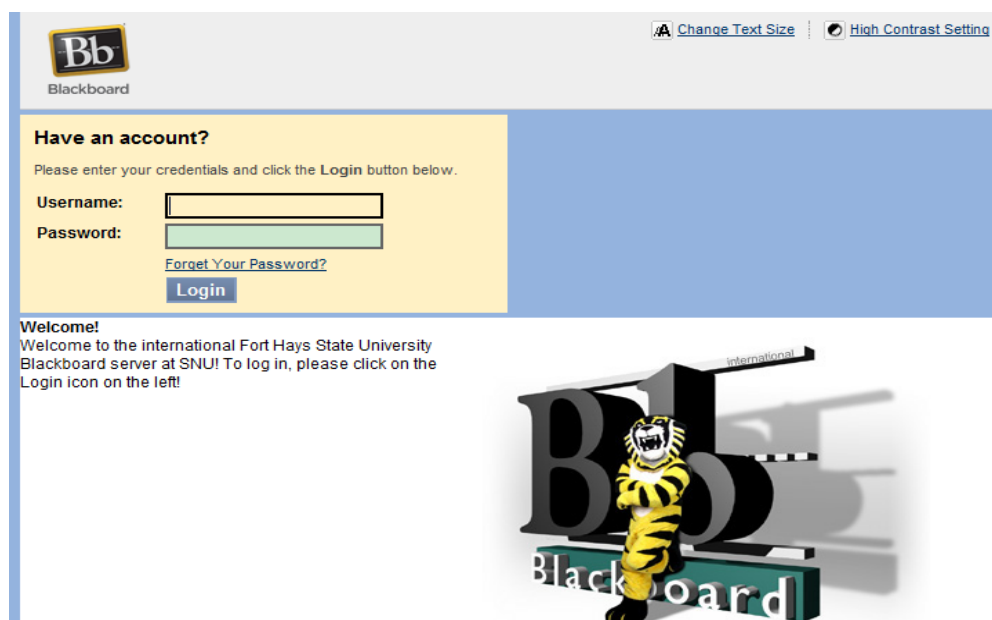 Bb
Blackboard
Change Text Size
High Contrast Setting
Have an account?
Please enter your credentials and click the Login button below.
Username:
Password:
Forget Your Password?
Login
Welcome!
Welcome to the international Fort Hays State University
Blackboard server at SNU! To log in, please click on the
Login icon on the left!
international
Bb
Blackboard